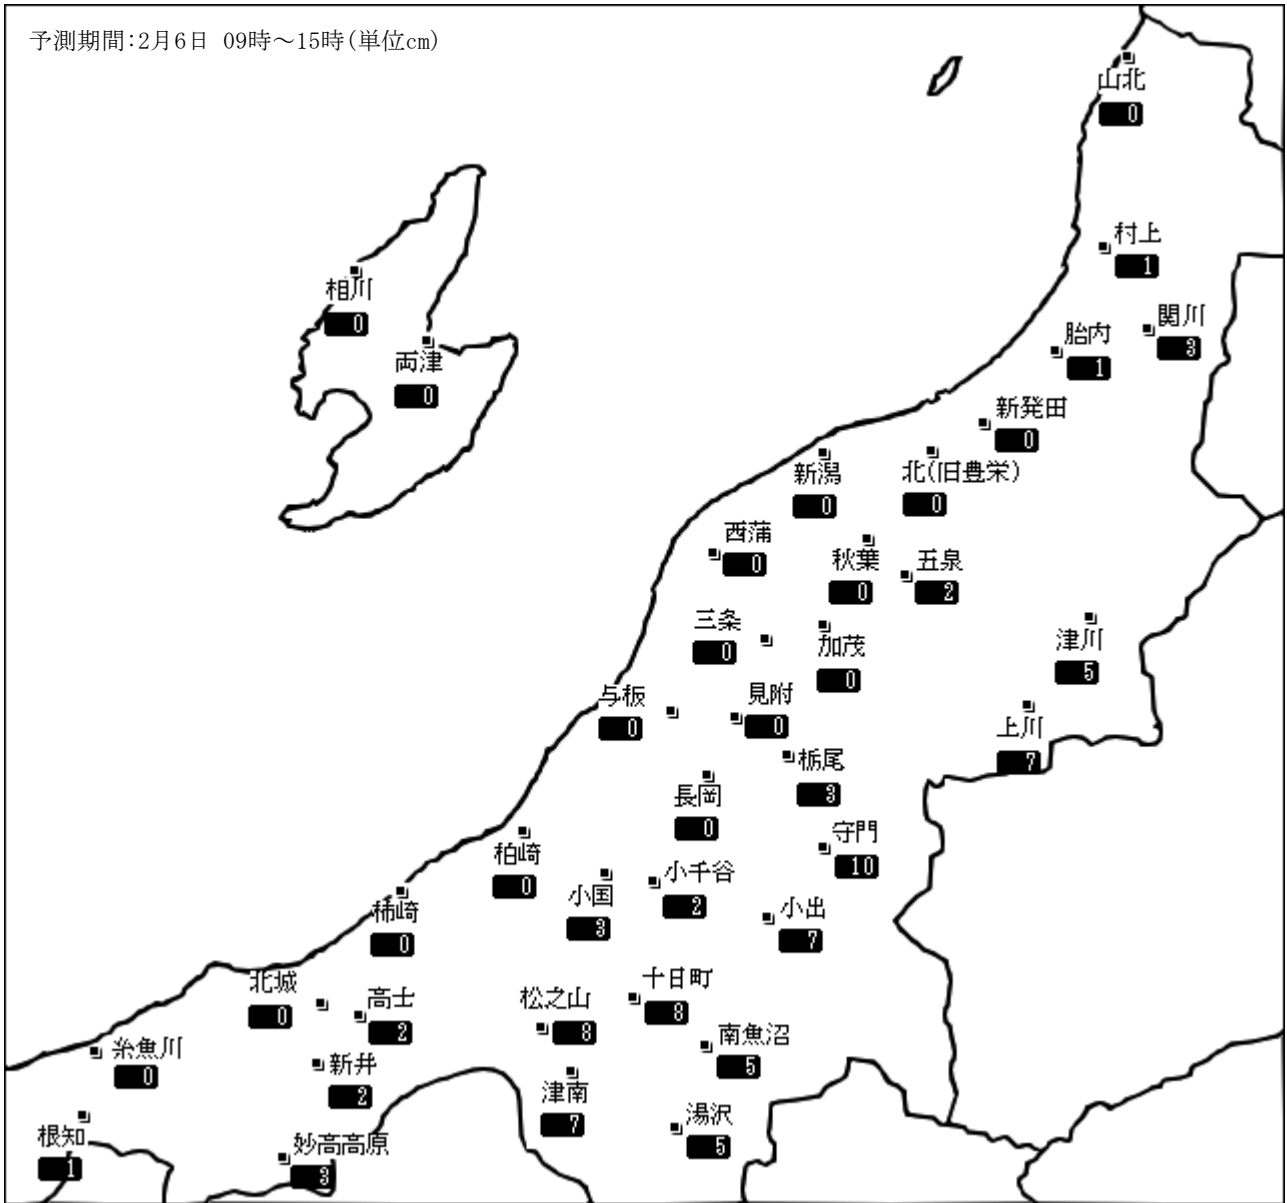 予測期間:2月6日 09時～15時(単位cm)
山北
0
村上
1
相川
0
関川
3
胎内
1
両津
0
新発田
0
新潟
0
北(旧豊栄)
0
西蒲
0
秋葉
0
五泉
2
三条
0
加茂
0
津川
5
与板
0
見附
0
上川
7
栃尾
3
長岡
0
守門
10
柏崎
0
小国
3
小千谷
2
小出
7
柿崎
0
北城
0
高士
2
松之山
8
十日町
8
南魚沼
5
糸魚川
0
新井
2
津南
7
湯沢
5
根知
1
妙高高原
3